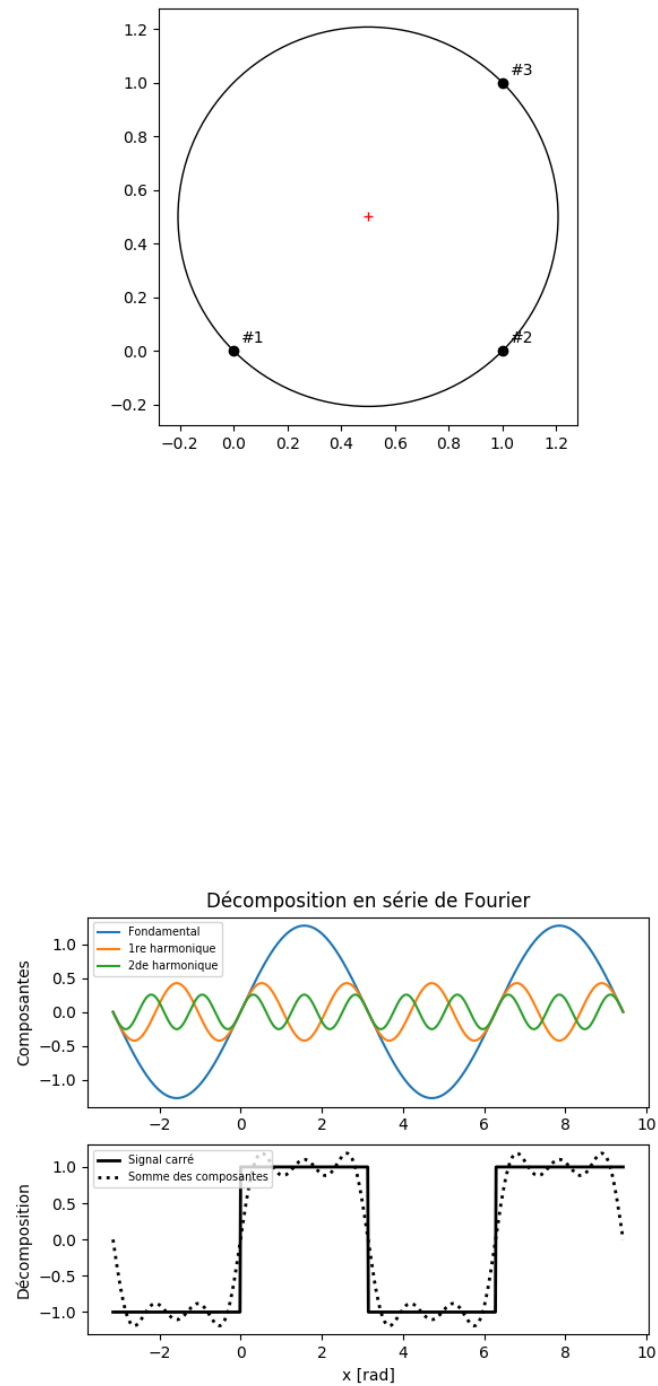 1.2
#3
1.0
0.8
0.6
0.4
0.2
#1
#2
0.0
−0.2
−0.2 0.0 0.2 0.4 0.6 0.8 1.0 1.2
Décomposition en série de Fourier
Composantes
1.0
0.5
0.0
−0.5
−1.0
Fondamental
1re harmonique
2de harmonique
−2 0 2 4 6 8 10
Décomposition
1.0
0.5
0.0
−0.5
−1.0
Signal carré
Somme des composantes
−2 0 2 4 6 8 10
x [rad]